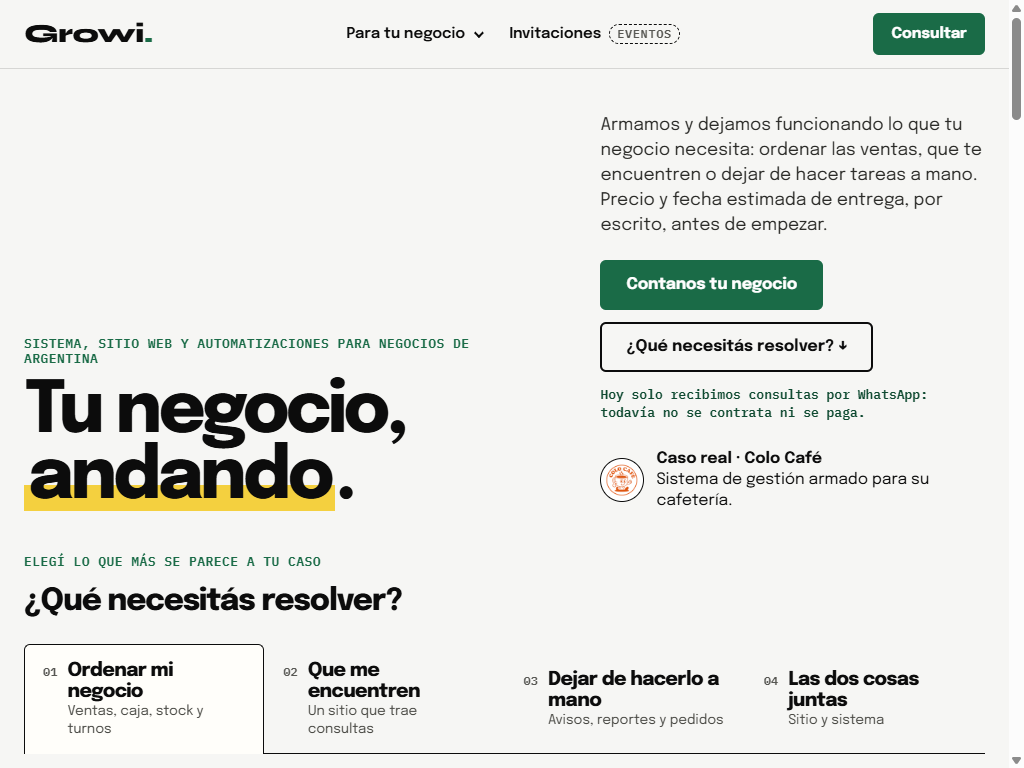 Growi.
Para tu negocio
Invitaciones EVENTOS
Consultar
Armamos y dejamos funcionando lo que tu
negocio necesita: ordenar las ventas, que te
encuentren o dejar de hacer tareas a mano.
Precio y fecha estimada de entrega, por
escrito, antes de empezar.
Contanos tu negocio
¿Qué necesitás resolver? ↓
Hoy solo recibimos consultas por WhatsApp:
todavía no se contrata ni se paga.
COLO CAFÉ
Caso real · Colo Café
Sistema de gestión armado para su
cafetería.
SISTEMA, SITIO WEB Y AUTOMATIZACIONES PARA NEGOCIOS DE
ARGENTINA
Tu negocio,
andando.
ELEGÍ LO QUE MÁS SE PARECE A TU CASO
¿Qué necesitás resolver?
01 Ordenar mi
negocio
Ventas, caja, stock y
turnos
02 Que me
encuentren
Un sitio que trae
consultas
03 Dejar de hacerlo a
mano
Avisos, reportes y pedidos
04 Las dos cosas
juntas
Sitio y sistema